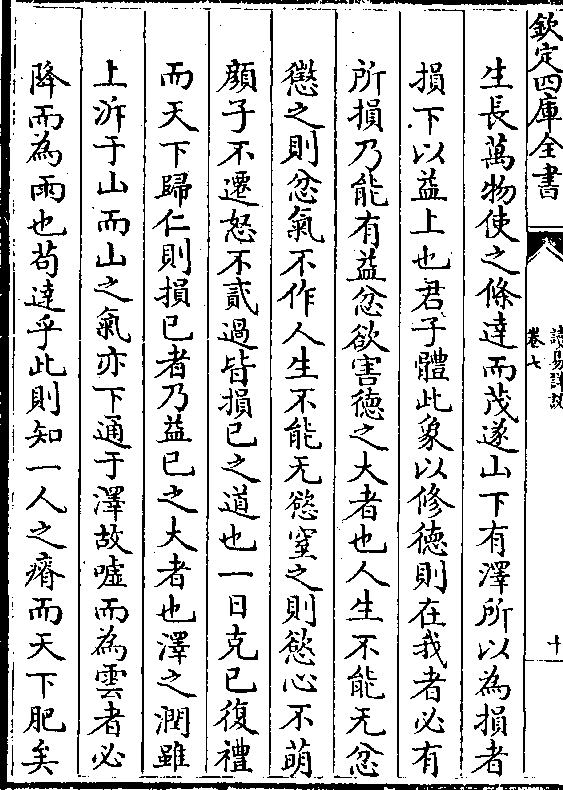 欽定四庫全書
讀易詳說
卷七
十
生長萬物使之條達而茂遂山下有澤所以為損者
損下以益上也君子體此象以修德則在我者必有
所損乃能有益忿欲害德之大者也人生不能无忿
懲之則忿氣不作人生不能无慾窒之則慾心不萌
顔子不遷怒不貳過皆損已之道也一日克已復禮
而天下歸仁則損已者乃益已之大者也澤之潤雖
上泝于山而山之氣亦下通于澤故噓而為雲者必
降而為雨也苟達乎此則知一人之瘠而天下肥矣